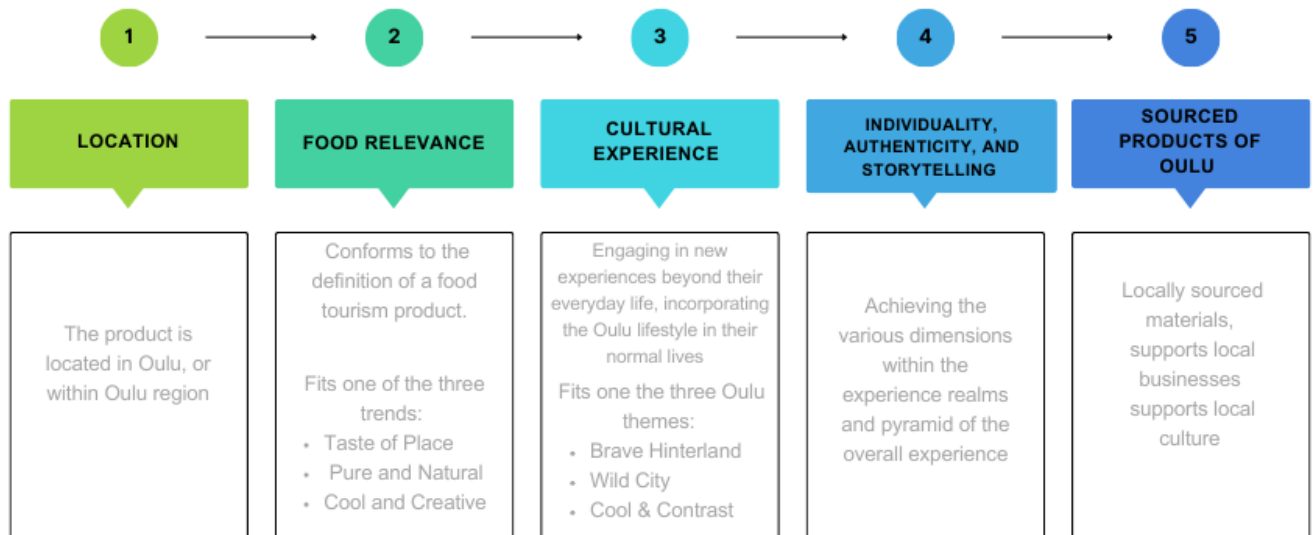 1
2
3
4
5
LOCATION
FOOD RELEVANCE
CULTURAL
EXPERIENCE
INDIVIDUALITY,
AUTHENTICITY, AND
STORYTELLING
SOURCED
PRODUCTS OF
OULU
The product is
located in Oulu, or
within Oulu region
Conforms to the
definition of a food
tourism product.
Fits one of the three
trends:
• Taste of Place
• Pure and Natural
• Cool and Creative
Engaging in new
experiences beyond their
everyday life, incorporating
the Oulu lifestyle in their
normal lives
Fits one the three Oulu
themes:
• Brave Hinterland
• Wild City
• Cool & Contrast
Achieving the
various dimensions
within the
experience realms
and pyramid of the
overall experience
Locally sourced
materials,
supports local
businesses
supports local
culture